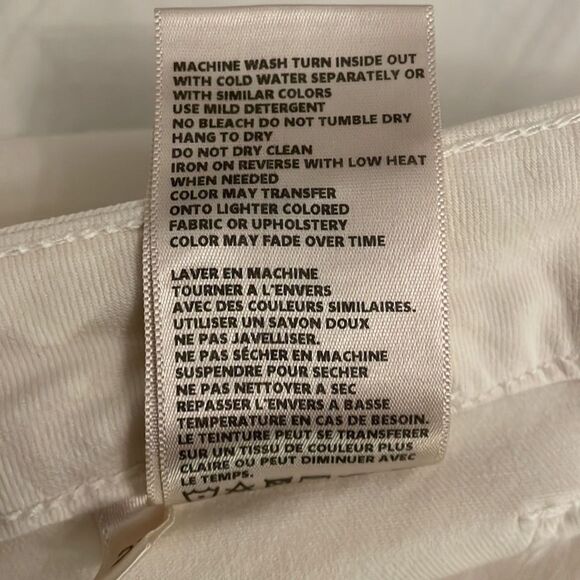 MACHINE WASH TURN INSIDE OUT
WITH COLD WATER SEPARATELY OR
WITH SIMILAR COLORS
USE MILD DETERGENT
NO BLEACH DO NOT TUMBLE DRY
HANG TO DRY
DO NOT DRY CLEAN
IRON ON REVERSE WITH LOW HEAT
WHEN NEEDED
COLOR MAY TRANSFER
ONTO LIGHTER COLORED
FABRIC OR UPHOLSTERY
COLOR MAY FADE OVER TIME
LAVER EN MACHINE
TOURNER A L'ENVERS
AVEC DES COULEURS SIMILAIRES.
UTILISER UN SAVON DOUX
NE PAS JAVELLISER.
NE PAS SÉCHER EN MACHINE
SUSPENDRE POUR SECHER
NE PAS NETTOYER A SEC
REPASSER L'ENVERS A BASSE
TEMPERATURE EN CAS DE BESOIN.
LE TEINTURE PEUT SE TRANSFERER
SUR UN TISSU DE COULEUR PLUS
CLAIRE OU PEUT DIMINUER AVEC
LE TEMPS.